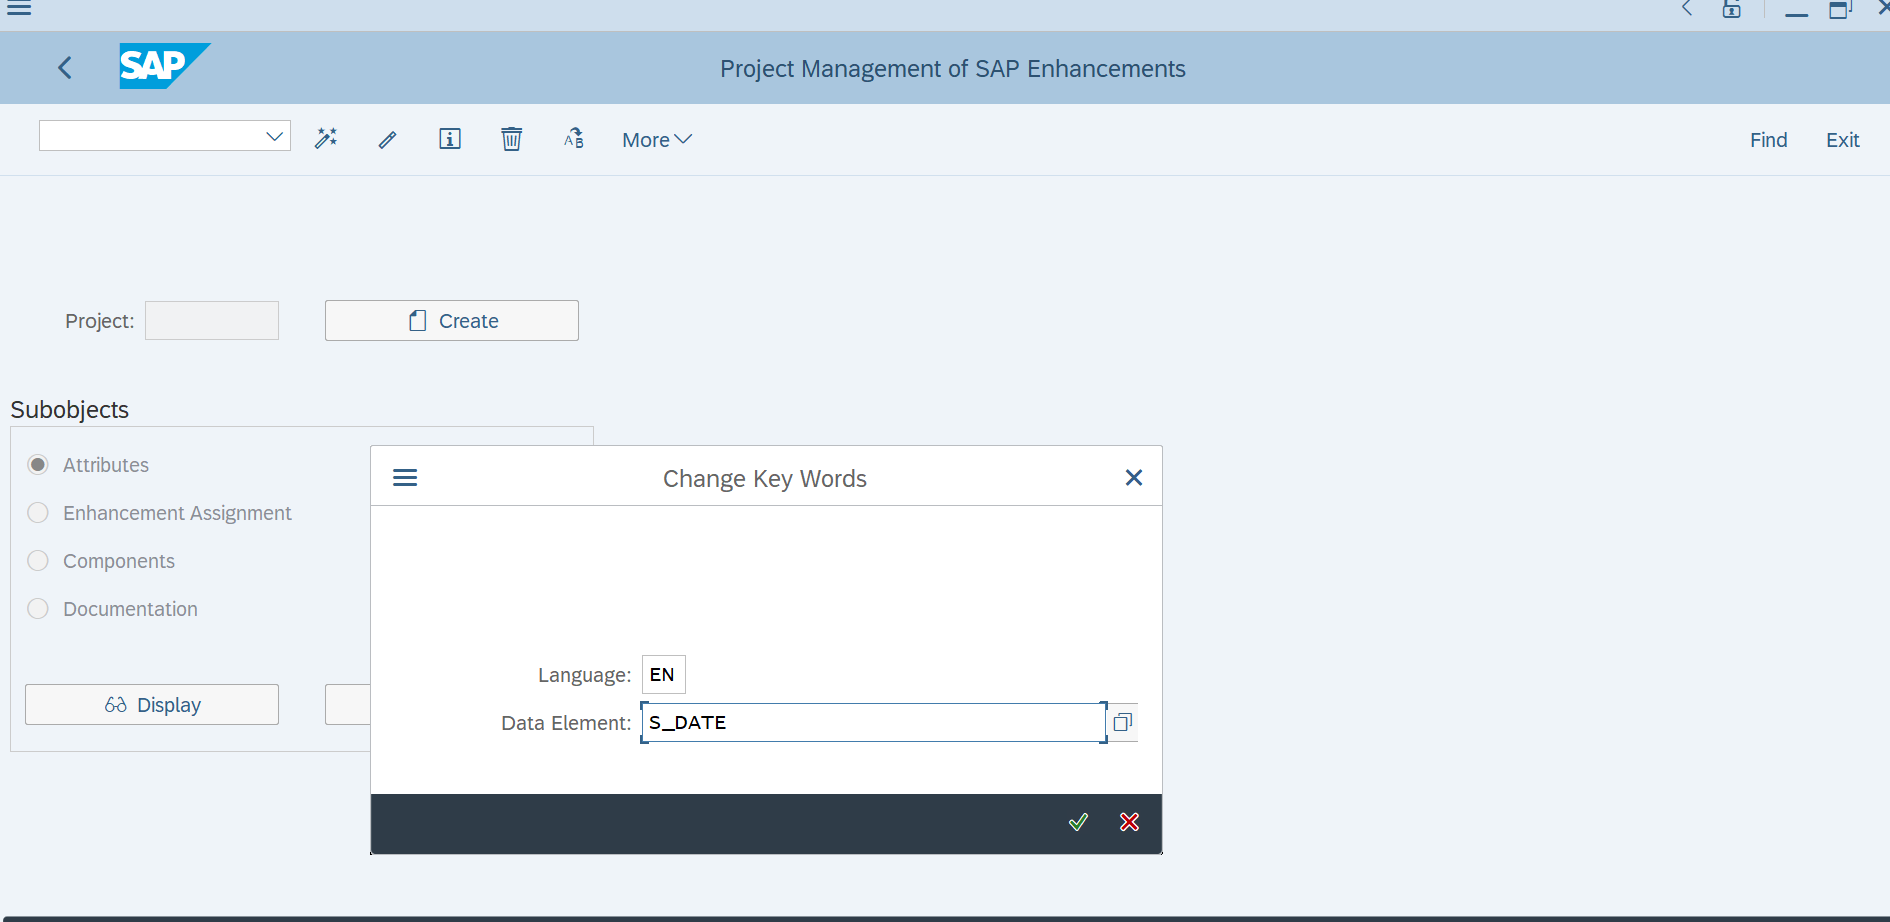 SAP
Project Management of SAP Enhancements
More
Find
Exit
Project:
Create
Subobjects
Attributes
Enhancement Assignment
Components
Documentation
Display
Change Key Words
Language: EN
Data Element: S_DATE